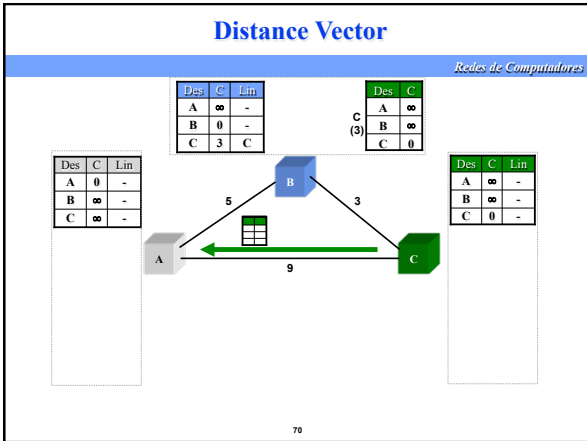 Distance Vector
Redes de Computadores
Des C Lin
A ∞ -
B 0 -
C 3 C
C
(3)
Des C
A ∞
B ∞
C 0
Des C Lin
A 0 -
B ∞ -
C ∞ -
Des C Lin
A ∞ -
B ∞ -
C 0 -
B
5
3
A
C
9
70